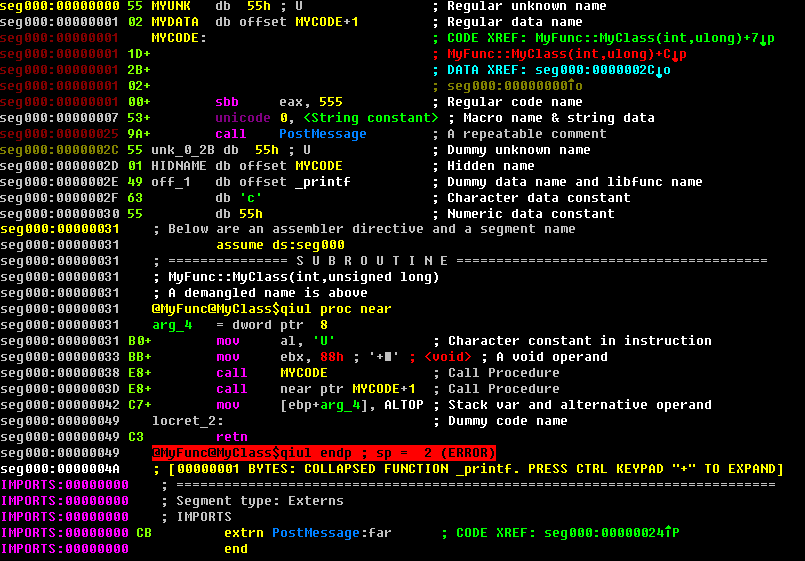 seg000:00000000 55 MYUNK db 55h ; U ; Regular unknown name
seg000:00000001 02 MYDATA db offset MYCODE+1 ; Regular data name
seg000:00000001 MYCODE: ; CODE XREF: MyFunc::MyClass(int,ulong)+7↓p
seg000:00000001 1D+ ; MyFunc::MyClass(int,ulong)+C↓p
seg000:00000001 2B+ ; DATA XREF: seg000:0000002C↓o
seg000:00000001 02+ ; seg000:00000000↑o
seg000:00000001 00+ sbb eax, 555 ; Regular code name
seg000:00000007 53+ unicode 0, <String constant> ; Macro name & string data
seg000:00000025 9A+ call PostMessage ; A repeatable comment
seg000:0000002C 55 unk_0_2B db 55h ; U ; Dummy unknown name
seg000:0000002D 01 HIDNAME db offset MYCODE ; Hidden name
seg000:0000002E 49 off_1 db offset _printf ; Dummy data name and libfunc name
seg000:0000002F 63 db 'c' ; Character data constant
seg000:00000030 55 db 55h ; Numeric data constant
seg000:00000031 ; Below are an assembler directive and a segment name
seg000:00000031 assume ds:seg000
seg000:00000031 ; =============== S U B R O U T I N E =======================================
seg000:00000031 ; MyFunc::MyClass(int,unsigned long)
seg000:00000031 ; A demangled name is above
seg000:00000031 @MyFunc@MyClass$qiul proc near
seg000:00000031 arg_4 = dword ptr 8
seg000:00000031 B0+ mov al, 'U' ; Character constant in instruction
seg000:00000033 BB+ mov ebx, 88h ; '+█' ; <void> ; A void operand
seg000:00000038 E8+ call MYCODE ; Call Procedure
seg000:0000003D E8+ call near ptr MYCODE+1 ; Call Procedure
seg000:00000042 C7+ mov [ebp+arg_4], ALTOP ; Stack var and alternative operand
seg000:00000049 locret_2: ; Dummy code name
seg000:00000049 C3 retn
seg000:00000049 @MyFunc@MyClass$qiul endp ; sp = 2 (ERROR)
seg000:0000004A ; [00000001 BYTES: COLLAPSED FUNCTION _printf. PRESS CTRL KEYPAD "+" TO EXPAND]
IMPORTS:00000000 ; ===========================================================================
IMPORTS:00000000 ; Segment type: Externs
IMPORTS:00000000 ; IMPORTS
IMPORTS:00000000 CB extrn PostMessage:far ; CODE XREF: seg000:00000024↑P
IMPORTS:00000000 end